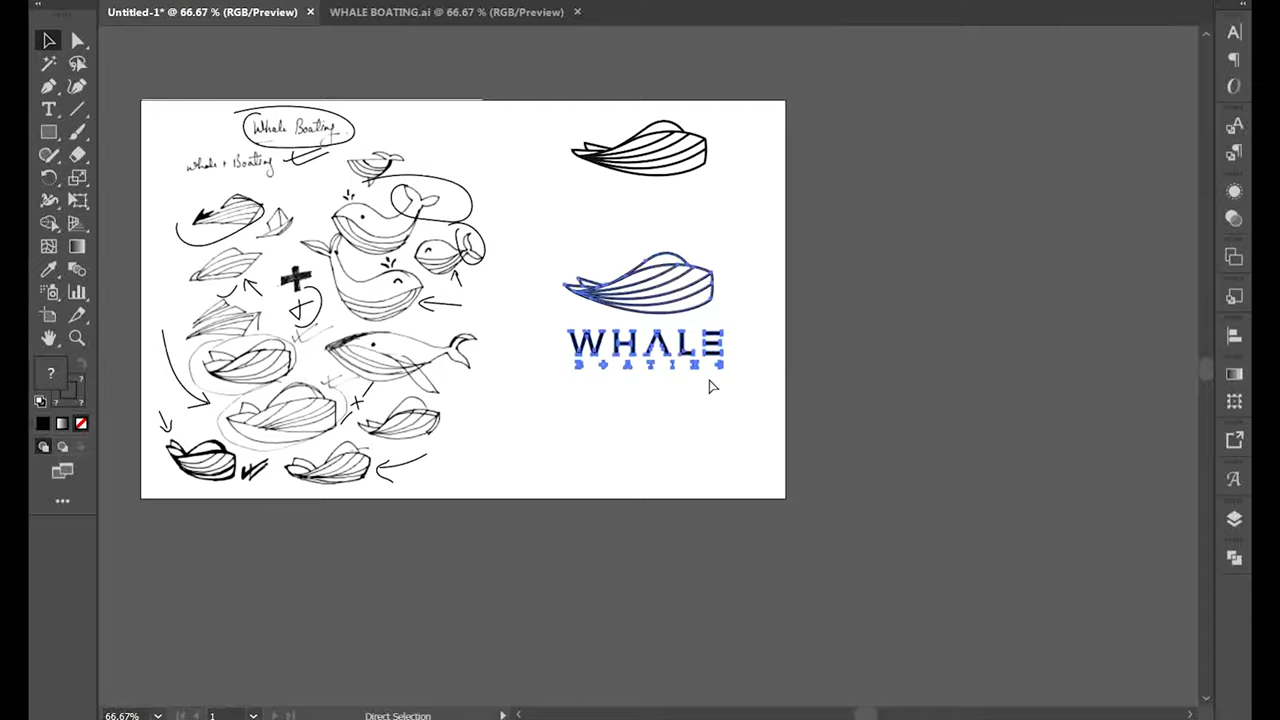 Untitled-1* @ 66.67 % (RGB/Preview) ×
WHALE BOATING.ai @ 66.67 % (RGB/Preview) ×
Whale Boating
Whale + Boating
WHALE
BOATING
66.67%
1
Direct Selection